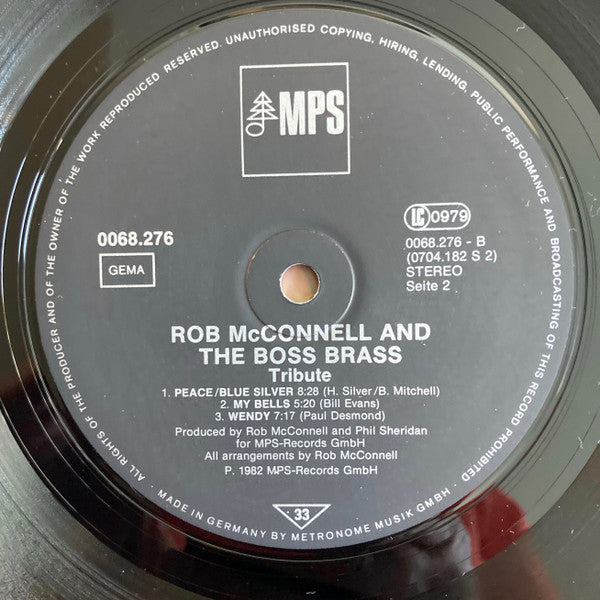 ALL RIGHTS OF THE PRODUCER AND OF THE OWNER OF THE WORK REPRODUCED RESERVED. UNAUTHORISED COPYING, HIRING, LENDING, PUBLIC PERFORMANCE AND BROADCASTING OF THIS RECORD PROHIBITED
MPS
0068.276
GEMA
LC 0979
0068.276 - B
(0704.182 S 2)
STEREO
Seite 2
ROB McCONNELL AND
THE BOSS BRASS
Tribute
1. PEACE/BLUE SILVER 8:28 (H. Silver/B. Mitchell)
2. MY BELLS 5:20 (Bill Evans)
3. WENDY 7:17 (Paul Desmond)
Produced by Rob McConnell and Phil Sheridan
for MPS-Records GmbH
All arrangements by Rob McConnell
P. 1982 MPS-Records GmbH
33
· MADE IN GERMANY BY METRONOME MUSIK GMBH ·